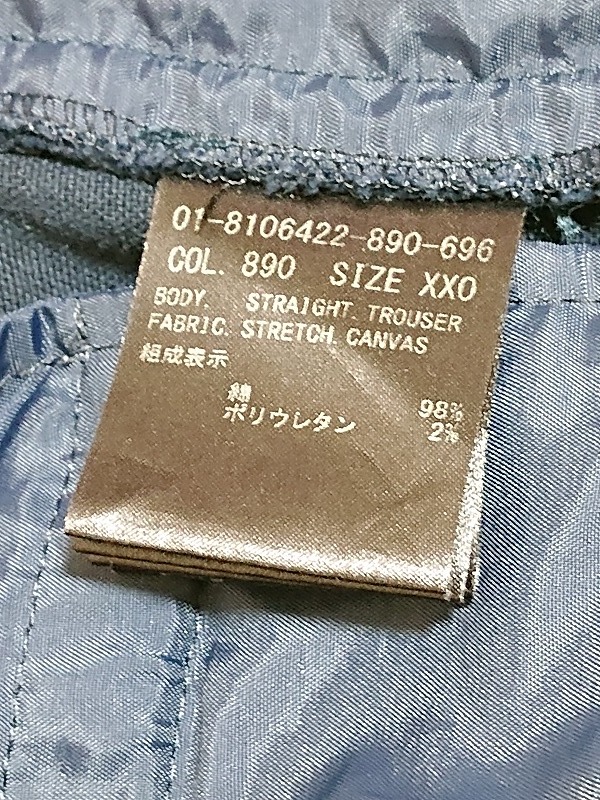 01-8106422-890-696
COL. 890 SIZE XXO
BODY. STRAIGHT. TROUSER
FABRIC. STRETCH. CANVAS
組成表示
綿 98%
ポリウレタン 2%